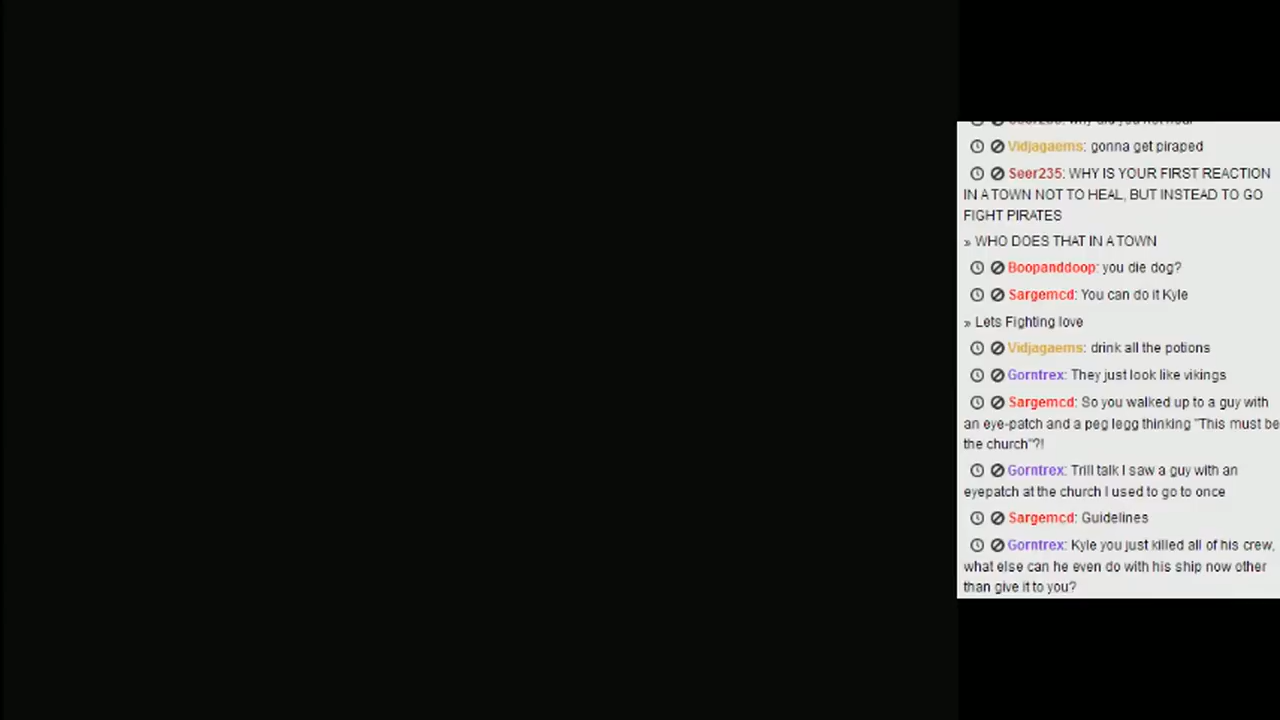 Vidjagaems: gonna get piraped
Seer235: WHY IS YOUR FIRST REACTION
IN A TOWN NOT TO HEAL, BUT INSTEAD TO GO
FIGHT PIRATES
» WHO DOES THAT IN A TOWN
Boopanddoop: you die dog?
Sargemcd: You can do it Kyle
» Lets Fighting love
Vidjagaems: drink all the potions
Gorntrex: They just look like vikings
Sargemcd: So you walked up to a guy with
an eye-patch and a peg legg thinking "This must be
the church"?!
Gorntrex: Trill talk I saw a guy with an
eyepatch at the church I used to go to once
Sargemcd: Guidelines
Gorntrex: Kyle you just killed all of his crew,
what else can he even do with his ship now other
than give it to you?